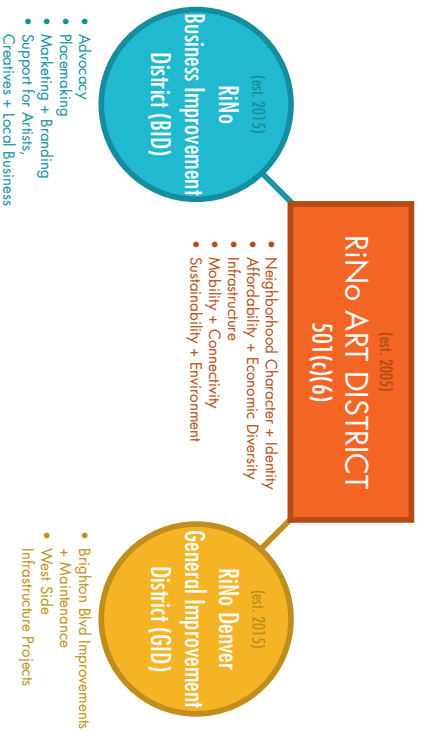 (est. 2005)
RiNo ART DISTRICT
501(c)(6)
• Neighborhood Character + Identity
• Affordability + Economic Diversity
• Infrastructure
• Mobility + Connectivity
• Sustainability + Environment
(est. 2015)
RiNo
Business Improvement
District (BID)
• Advocacy
• Placemaking
• Marketing + Branding
• Support for Artists,
Creatives + Local Business
(est. 2015)
RiNo Denver
General Improvement
District (GID)
• Brighton Blvd Improvements
+ Maintenance
• West Side
Infrastructure Projects